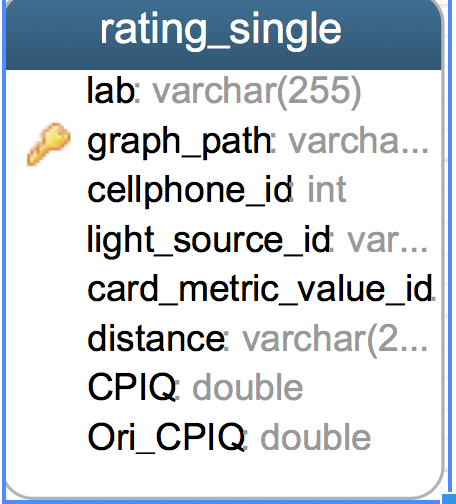 rating_single
lab: varchar(255)
graph_path: varcha...
cellphone_id: int
light_source_id: var...
card_metric_value_id:
distance: varchar(2...
CPIQ: double
Ori_CPIQ: double